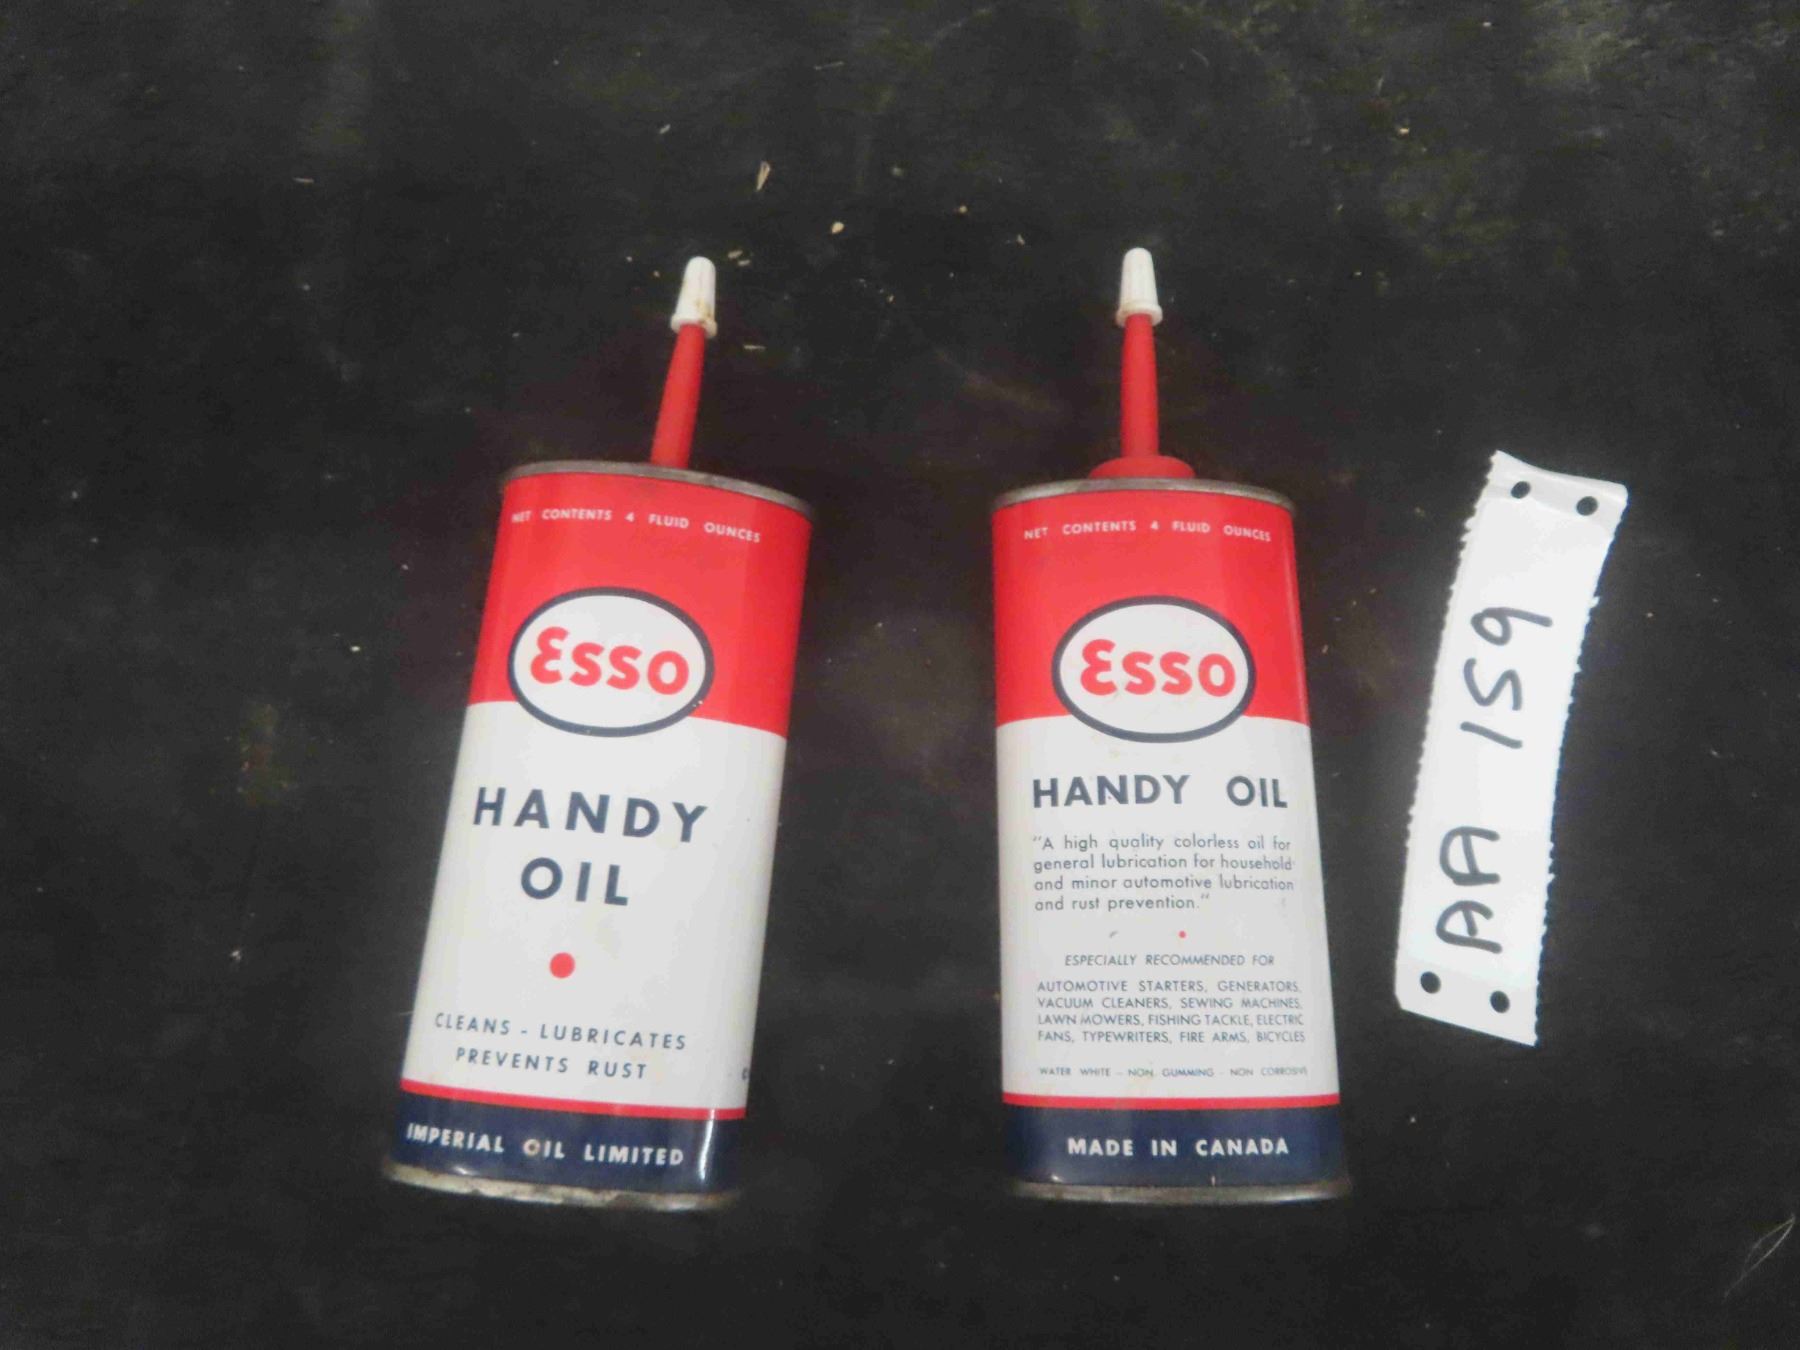 NET CONTENTS 4 FLUID OUNCES
Esso
HANDY
OIL
CLEANS - LUBRICATES
PREVENTS RUST
IMPERIAL OIL LIMITED
NET CONTENTS 4 FLUID OUNCES
Esso
HANDY OIL
"A high quality colorless oil for
general lubrication for household
and minor automotive lubrication
and rust prevention."
ESPECIALLY RECOMMENDED FOR
AUTOMOTIVE STARTERS, GENERATORS,
VACUUM CLEANERS, SEWING MACHINES,
LAWN MOWERS, FISHING TACKLE, ELECTRIC
FANS, TYPEWRITERS, FIRE ARMS, BICYCLES
WATER WHITE - NON GUMMING - NON CORROSIVE
MADE IN CANADA
AA 159